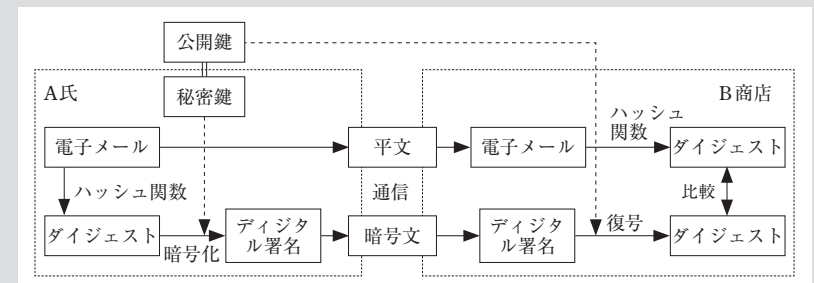 公開鍵
A氏
秘密鍵
B商店
ハッシュ
関数
電子メール
平文
電子メール
ダイジェスト
ハッシュ関数
通信
比較
ダイジェスト
暗号化
ディジタ
ル署名
暗号文
ディジタ
ル署名
復号
ダイジェスト